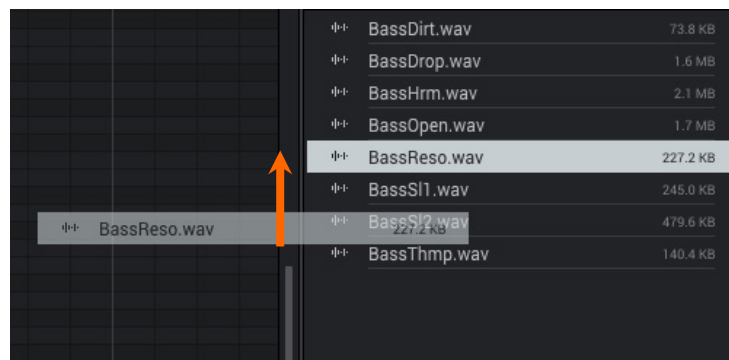 BassDirt.wav 73.8 KB
BassDrop.wav 1.6 MB
BassHrm.wav 2.1 MB
BassOpen.wav 1.7 MB
BassReso.wav 227.2 KB
BassSl1.wav 245.0 KB
BassSl2.wav 479.6 KB
BassReso.wav 227.2 KB
BassThmp.wav 140.4 KB